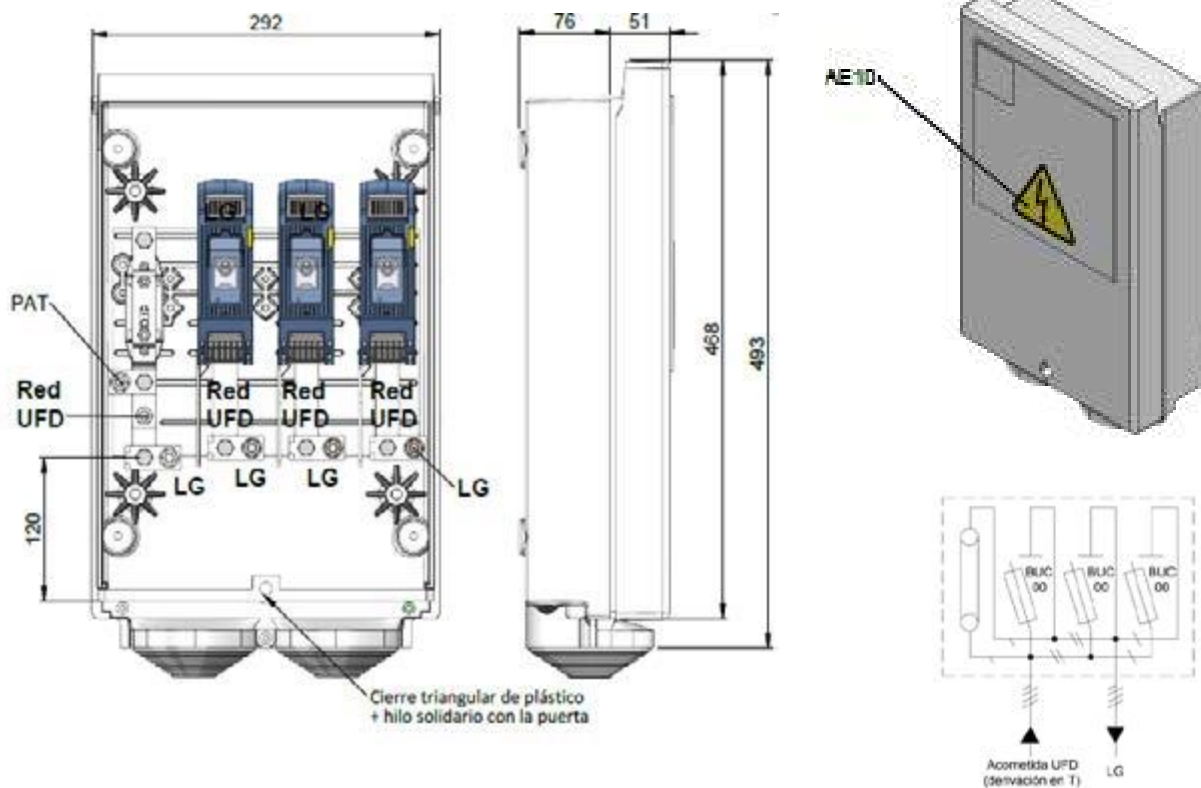 292
76
51
AE10
LG
LG
PAT
468
493
Red
UFD
Red
UFD
Red
UFD
Red
UFD
LG
LG
LG
LG
120
BUC
00
BUC
00
BUC
00
Cierre triangular de plástico
+ hilo solidario con la puerta
Acometida UFD
(derivación en T)
LG